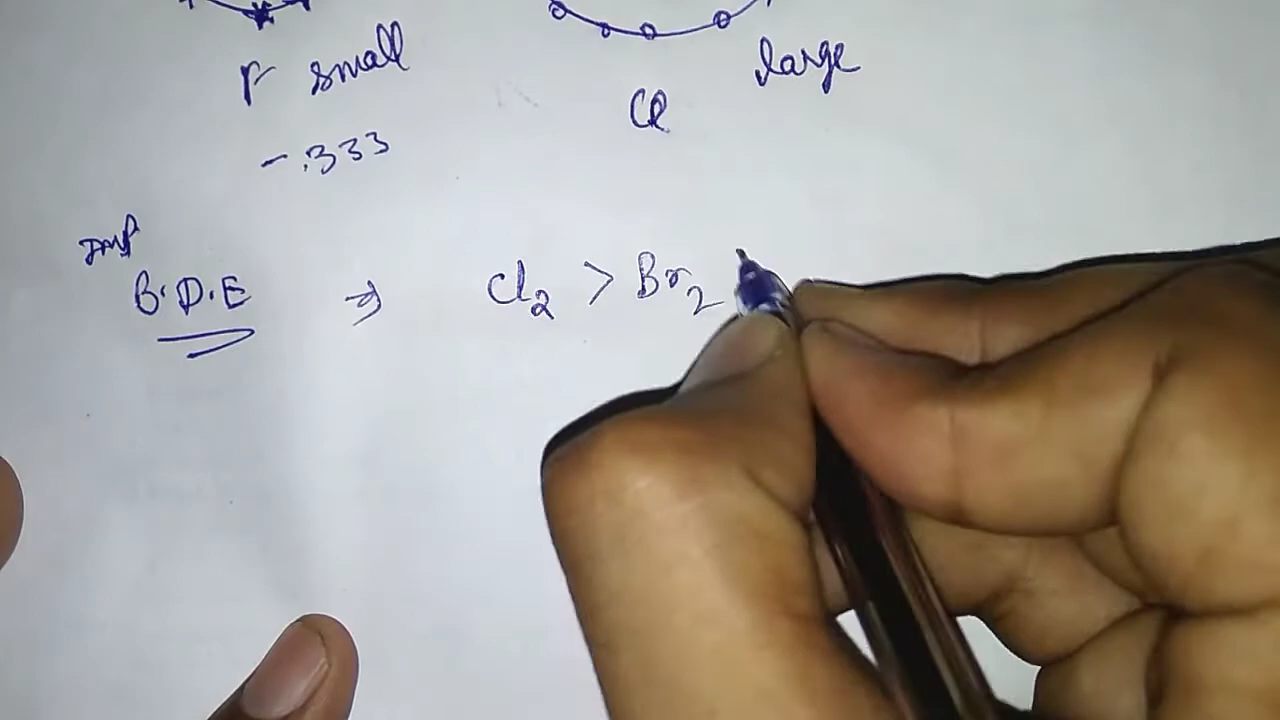 F small
large
Cl
-.333
Imp
B.D.E ⇒ Cl2 > Br2